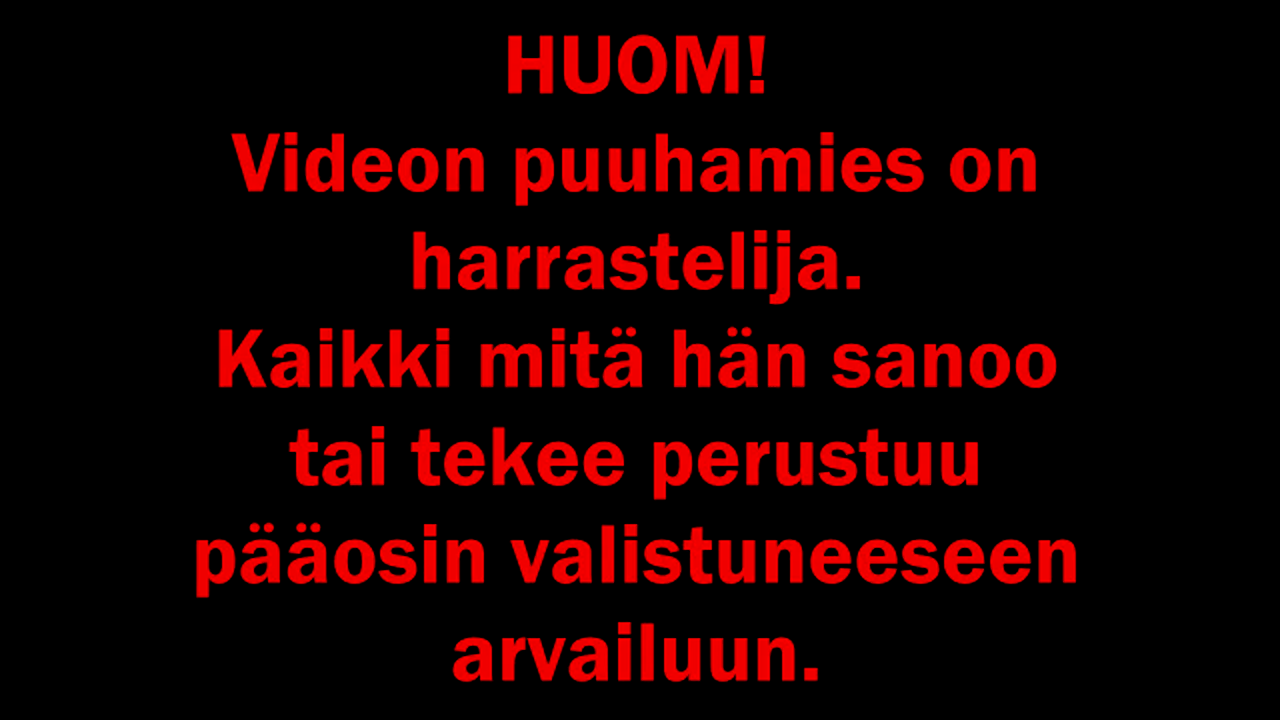 HUOM!
Videon puuhamies on
harrastelija.
Kaikki mitä hän sanoo
tai tekee perustuu
pääosin valistuneeseen
arvailuun.